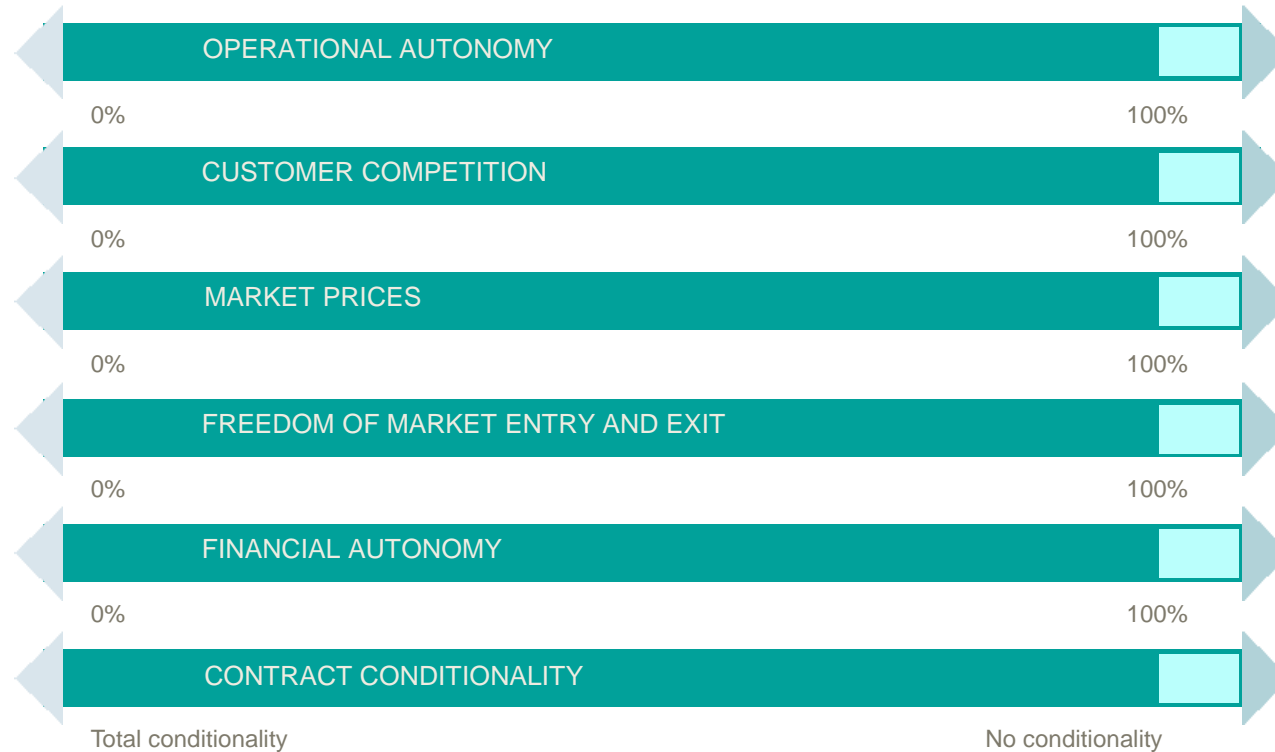 OPERATIONAL AUTONOMY
0% 100%
CUSTOMER COMPETITION
0% 100%
MARKET PRICES
0% 100%
FREEDOM OF MARKET ENTRY AND EXIT
0% 100%
FINANCIAL AUTONOMY
0% 100%
CONTRACT CONDITIONALITY
Total conditionality No conditionality